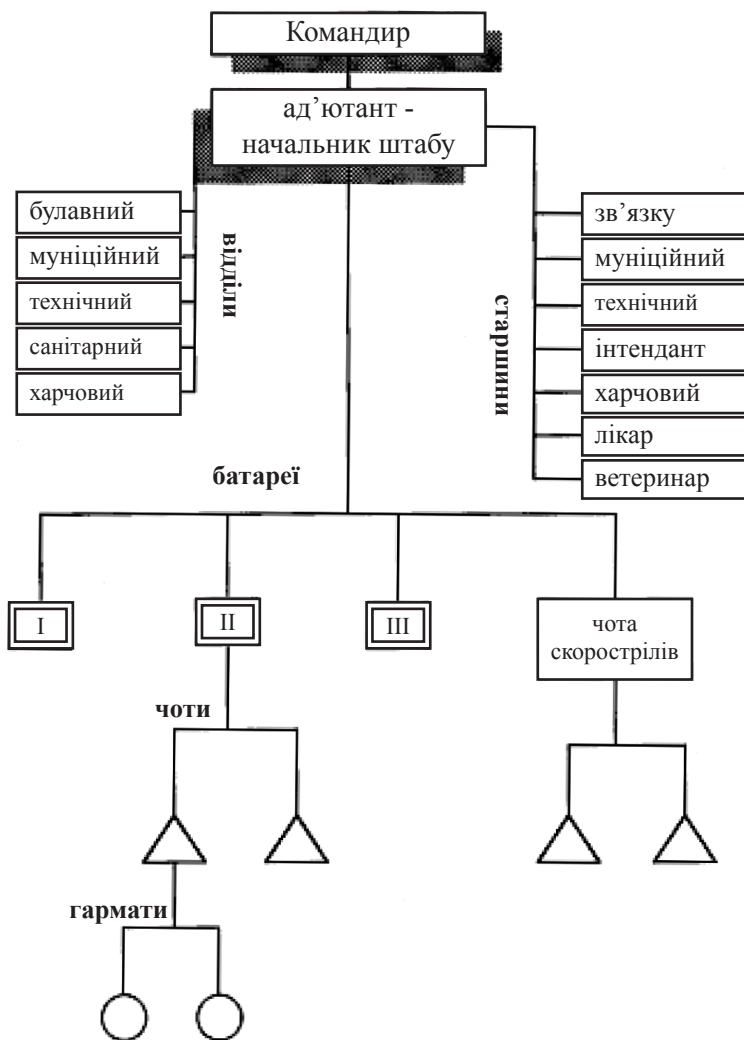 Командир
ад’ютант -
начальник штабу
булавний
муніційний
технічний
санітарний
харчовий
відділи
старшини
зв’язку
муніційний
технічний
інтендант
харчовий
лікар
ветеринар
батареї
I
II
III
чота
скорострілів
чоти
гармати